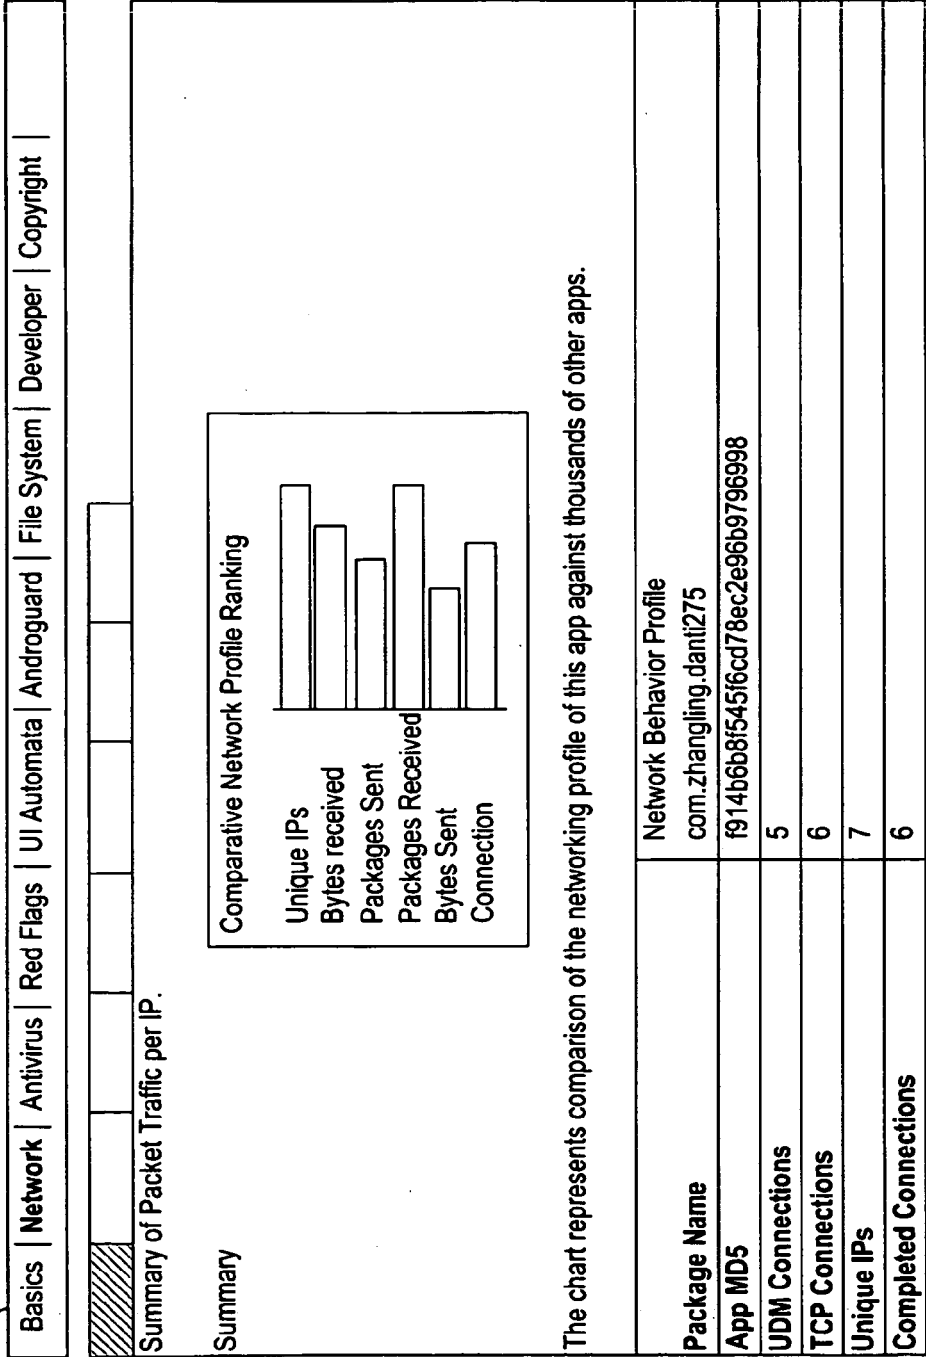 Basics | Network | Antivirus | Red Flags | UI Automata | Androguard | File System | Developer | Copyright |
Summary of Packet Traffic per IP.
Summary
Comparative Network Profile Ranking
Unique IPs
Bytes received
Packages Sent
Packages Received
Bytes Sent
Connection
The chart represents comparison of the networking profile of this app against thousands of other apps.
Network Behavior Profile
Package Name com.zhangling.danti275
App MD5 f914b6b8f545f6cd78ec2e96b9796998
UDM Connections 5
TCP Connections 6
Unique IPs 7
Completed Connections 6